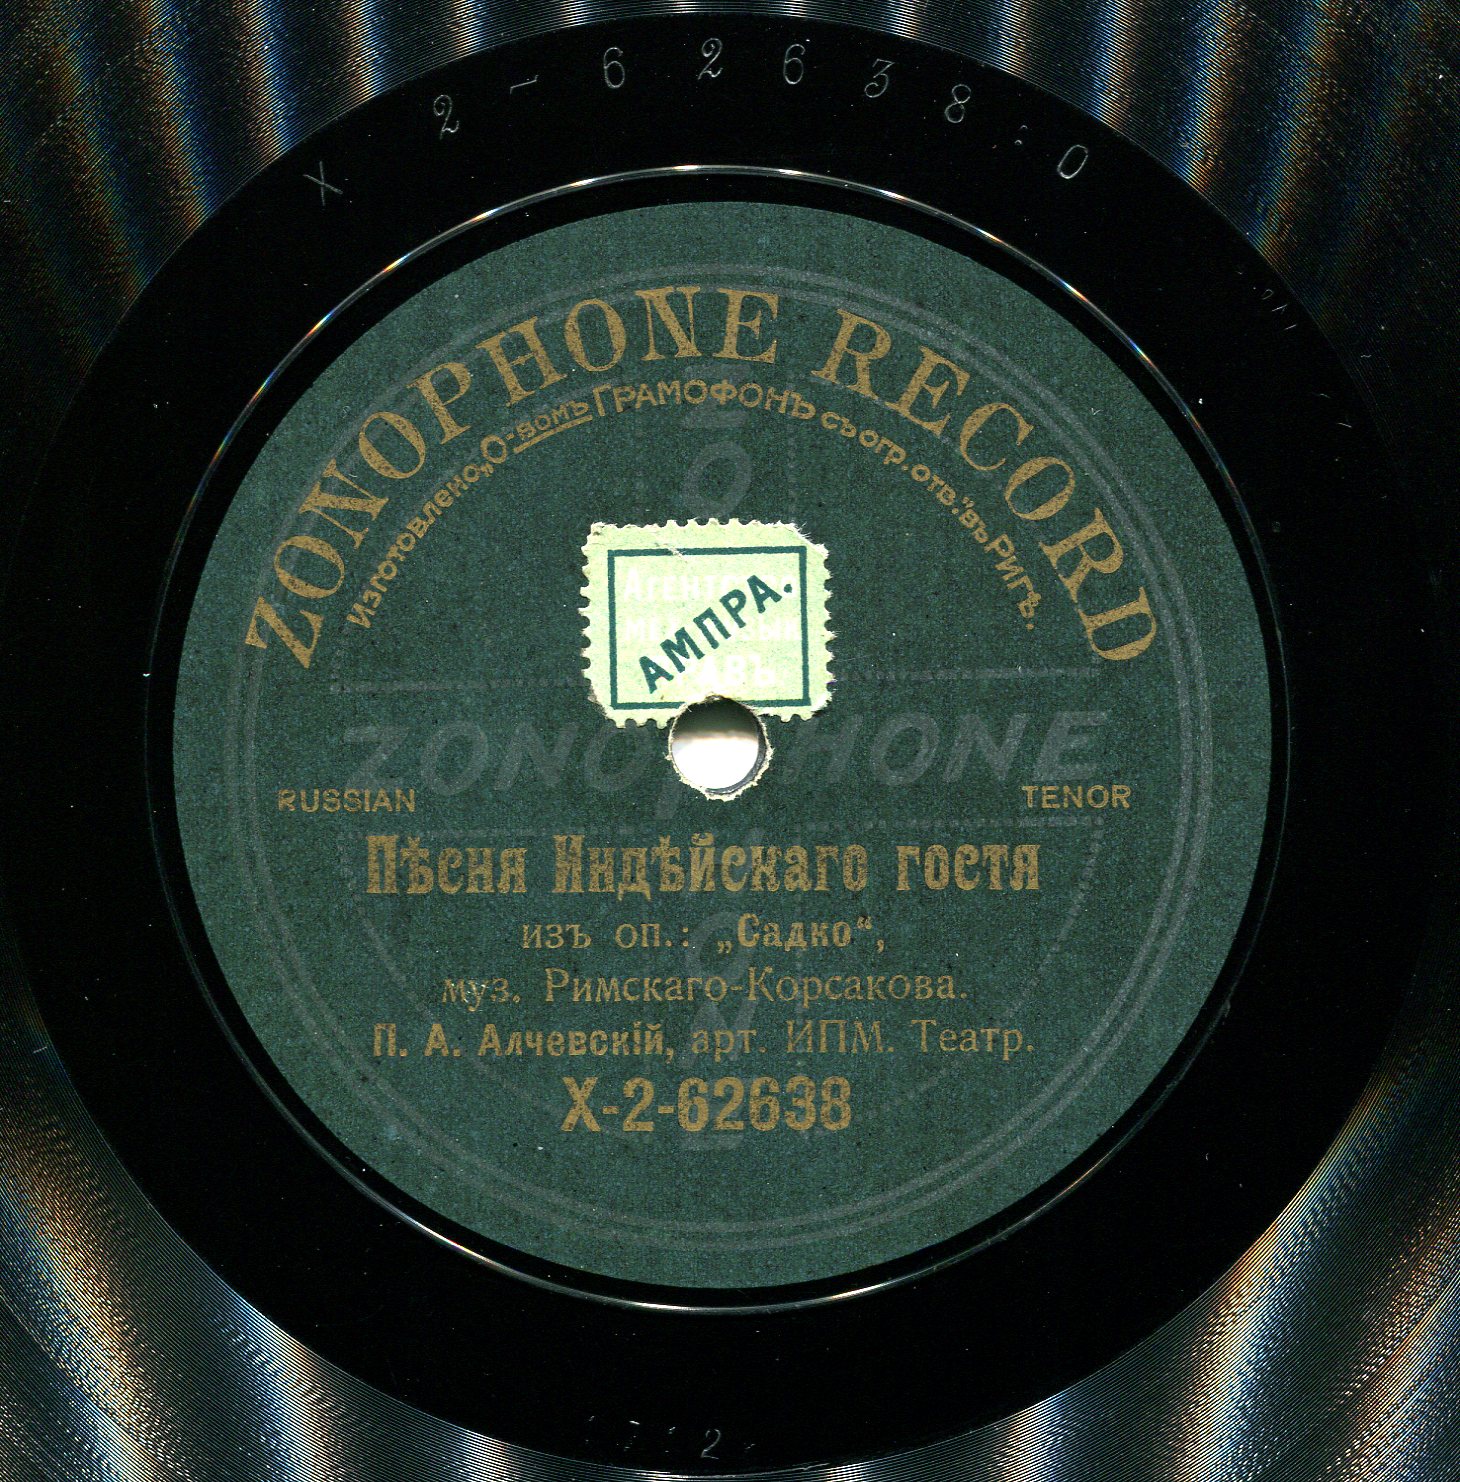 X 2 - 62638:0
ZONOPHONE RECORD
Изготовлено „О-вомъ ГРАМОФОНЪ съ огр. отв.“ въ РИГѢ.
АМПРА.
ZONOPHONE
RUSSIAN
TENOR
Пѣсня Индѣйскаго гостя
изъ оп.: „Садко“,
муз. Римскаго-Корсакова.
П. А. Алчевскій, арт. ИПМ. Театр.
X-2-62638